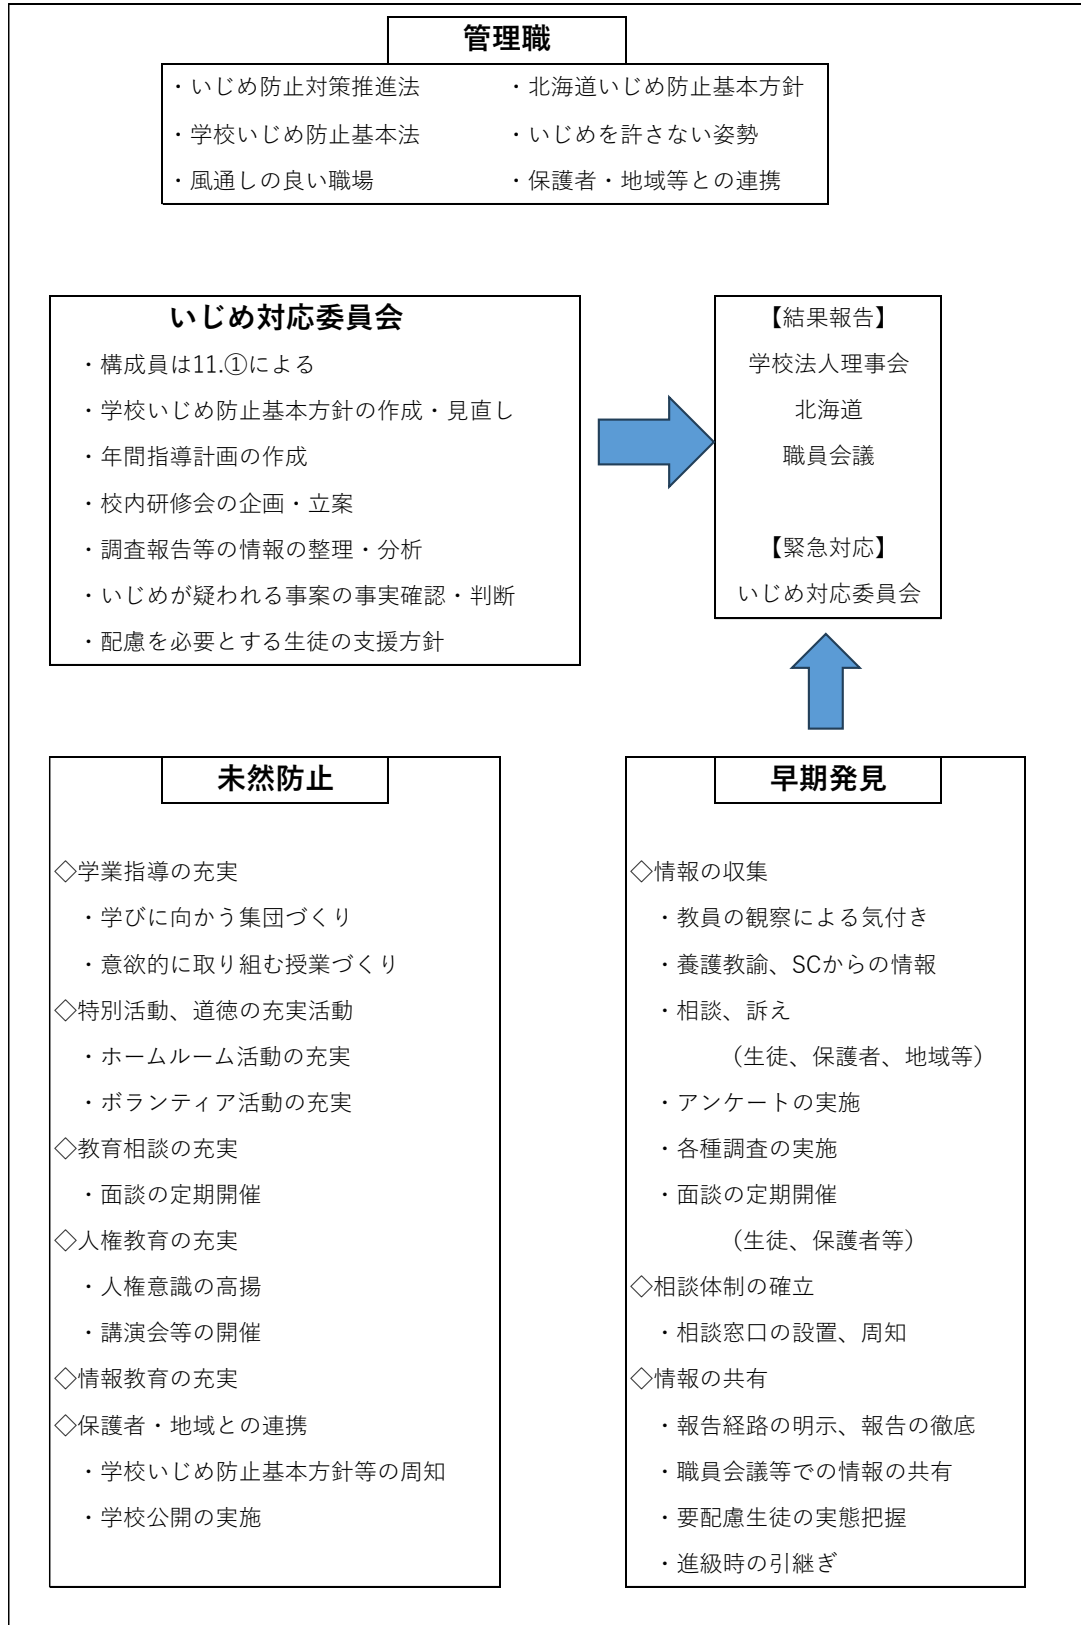 管理職
・いじめ防止対策推進法　・北海道いじめ防止基本方針
・学校いじめ防止基本法　・いじめを許さない姿勢
・風通しの良い職場　・保護者・地域等との連携
いじめ対応委員会
・構成員は11.①による
・学校いじめ防止基本方針の作成・見直し
・年間指導計画の作成
・校内研修会の企画・立案
・調査報告等の情報の整理・分析
・いじめが疑われる事案の事実確認・判断
・配慮を必要とする生徒の支援方針
【結果報告】
学校法人理事会
北海道
職員会議
【緊急対応】
いじめ対応委員会
未然防止
◇学業指導の充実
・学びに向かう集団づくり
・意欲的に取り組む授業づくり
◇特別活動、道徳の充実活動
・ホームルーム活動の充実
・ボランティア活動の充実
◇教育相談の充実
・面談の定期開催
◇人権教育の充実
・人権意識の高揚
・講演会等の開催
◇情報教育の充実
◇保護者・地域との連携
・学校いじめ防止基本方針等の周知
・学校公開の実施
早期発見
◇情報の収集
・教員の観察による気付き
・養護教諭、SCからの情報
・相談、訴え
（生徒、保護者、地域等）
・アンケートの実施
・各種調査の実施
・面談の定期開催
（生徒、保護者等）
◇相談体制の確立
・相談窓口の設置、周知
◇情報の共有
・報告経路の明示、報告の徹底
・職員会議等での情報の共有
・要配慮生徒の実態把握
・進級時の引継ぎ